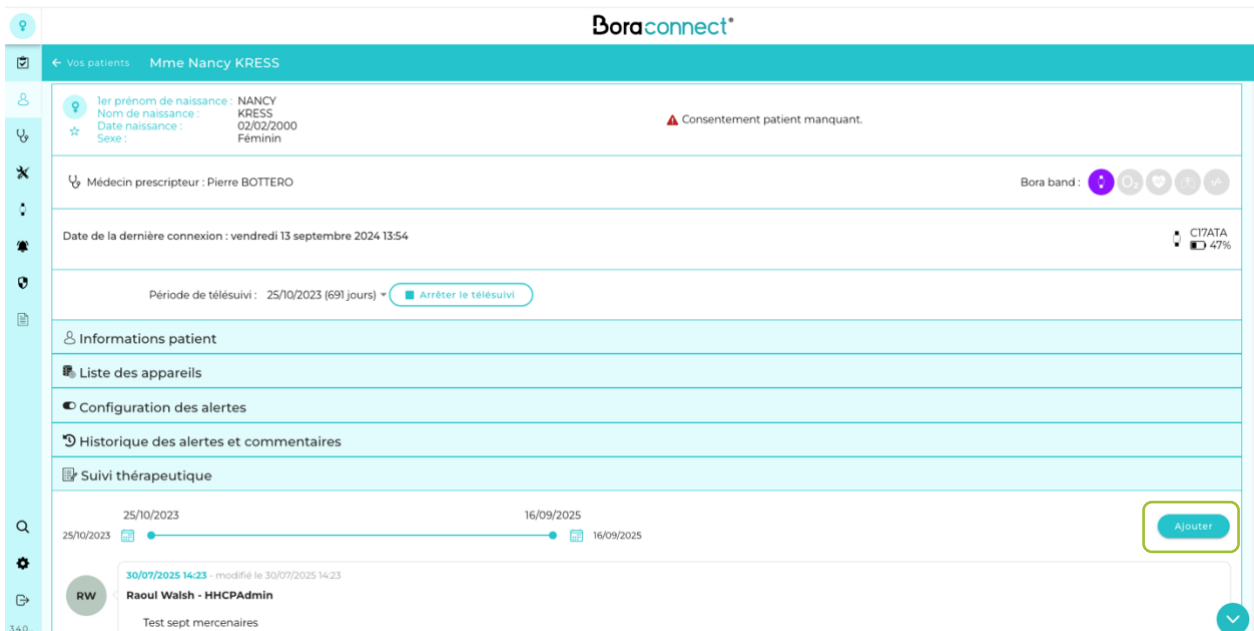 Boraconnect®
← Vos patients Mme Nancy KRESS
1er prénom de naissance : NANCY
Nom de naissance : KRESS
Date naissance : 02/02/2000
Sexe : Féminin
Consentement patient manquant.
Médecin prescripteur : Pierre BOTTERO
Bora band : O₂
Date de la dernière connexion : vendredi 13 septembre 2024 13:54
C17ATA
47%
Période de télésuivi : 25/10/2023 (691 jours)
Arrêter le télésuivi
Informations patient
Liste des appareils
Configuration des alertes
Historique des alertes et commentaires
Suivi thérapeutique
25/10/2023 16/09/2025
25/10/2023 16/09/2025
Ajouter
30/07/2025 14:23 - modifié le 30/07/2025 14:23
RW Raoul Walsh - HHCPAdmin
Test sept mercenaires
3.4.0